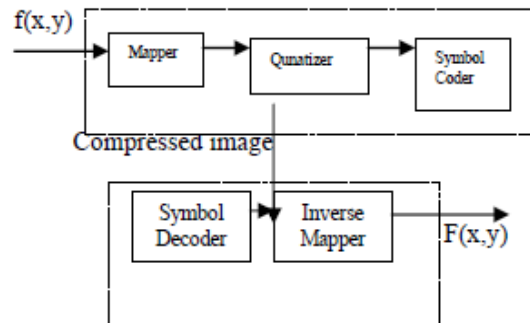 f(x,y)
Mapper
Qunatizer
Symbol
Coder
Compressed image
Symbol
Decoder
Inverse
Mapper
F(x,y)